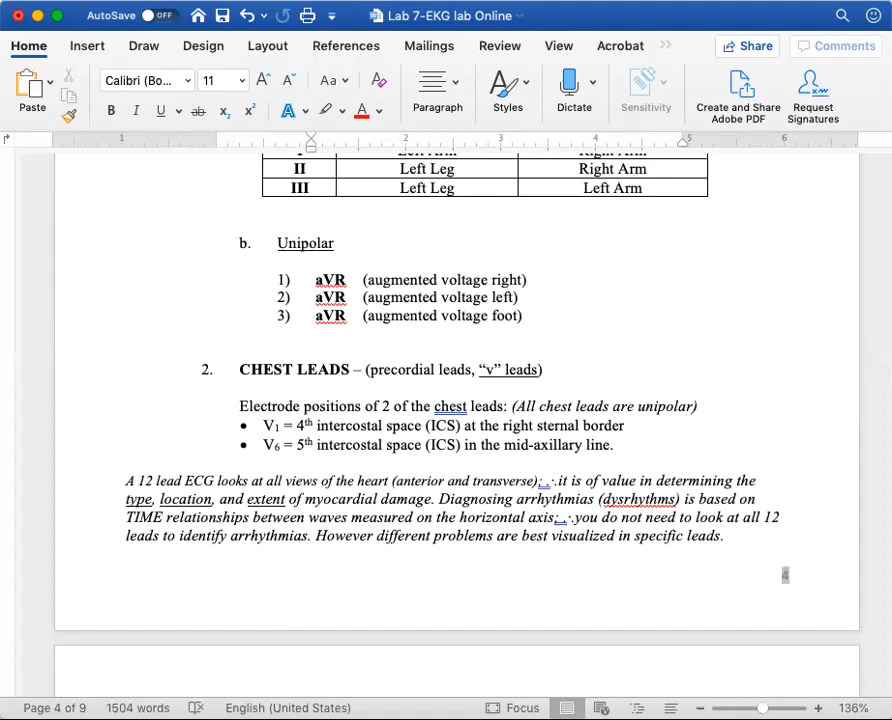 AutoSave OFF Lab 7-EKG lab Online
Home Insert Draw Design Layout References Mailings Review View Acrobat Share Comments
Calibri (Bo... 11 Aa
Paste B I U ab x₂ x² A A Paragraph Styles Dictate Sensitivity Create and Share Adobe PDF Request Signatures
1 2 3 4 5 6
II Left Leg Right Arm
III Left Leg Left Arm
b. Unipolar
1) aVR (augmented voltage right)
2) aVR (augmented voltage left)
3) aVR (augmented voltage foot)
2. CHEST LEADS – (precordial leads, “v” leads)
Electrode positions of 2 of the chest leads: (All chest leads are unipolar)
• V₁ = 4th intercostal space (ICS) at the right sternal border
• V₆ = 5th intercostal space (ICS) in the mid-axillary line.
A 12 lead ECG looks at all views of the heart (anterior and transverse); ∴it is of value in determining the
type, location, and extent of myocardial damage. Diagnosing arrhythmias (dysrhythms) is based on
TIME relationships between waves measured on the horizontal axis; ∴you do not need to look at all 12
leads to identify arrhythmias. However different problems are best visualized in specific leads.
4
Page 4 of 9 1504 words English (United States) Focus 136%